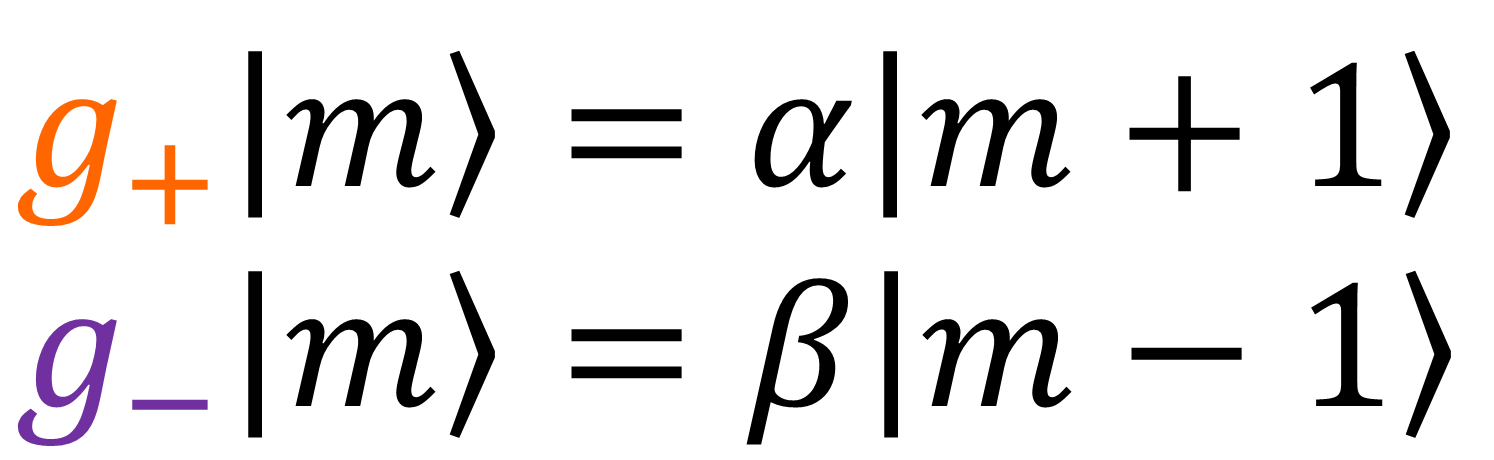 g₊|m⟩ = α|m + 1⟩
g₋|m⟩ = β|m − 1⟩